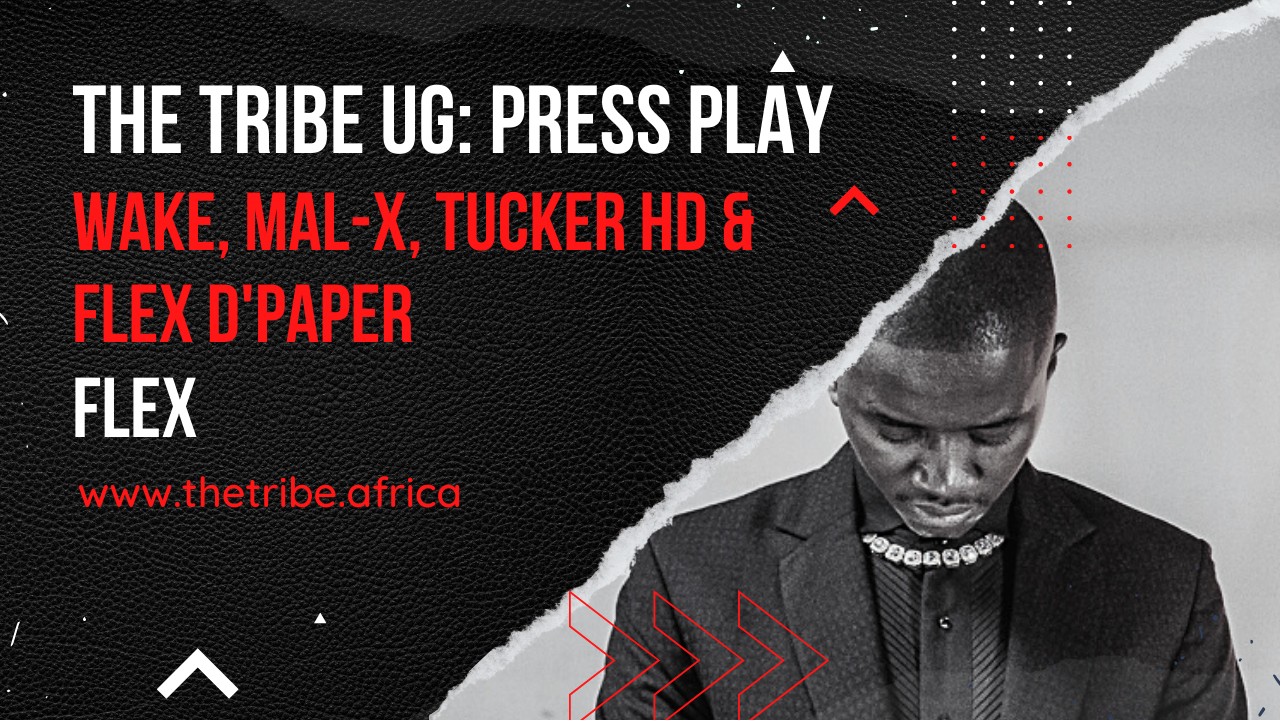 THE TRIBE UG: PRESS PLAY
WAKE, MAL-X, TUCKER HD &
FLEX D'PAPER
FLEX
www.thetribe.africa